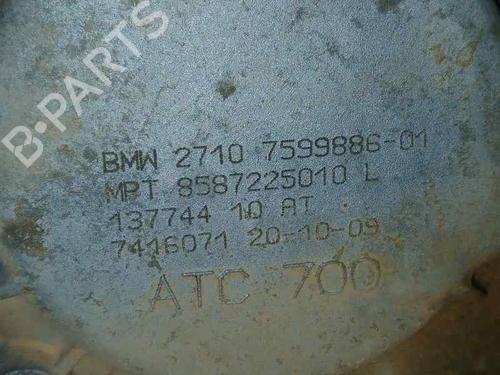 B-PARTS
BMW 2710 7599886-01
MPT 8587225010 L
137744 10 AT
7416071 20-10-09
ATC 700